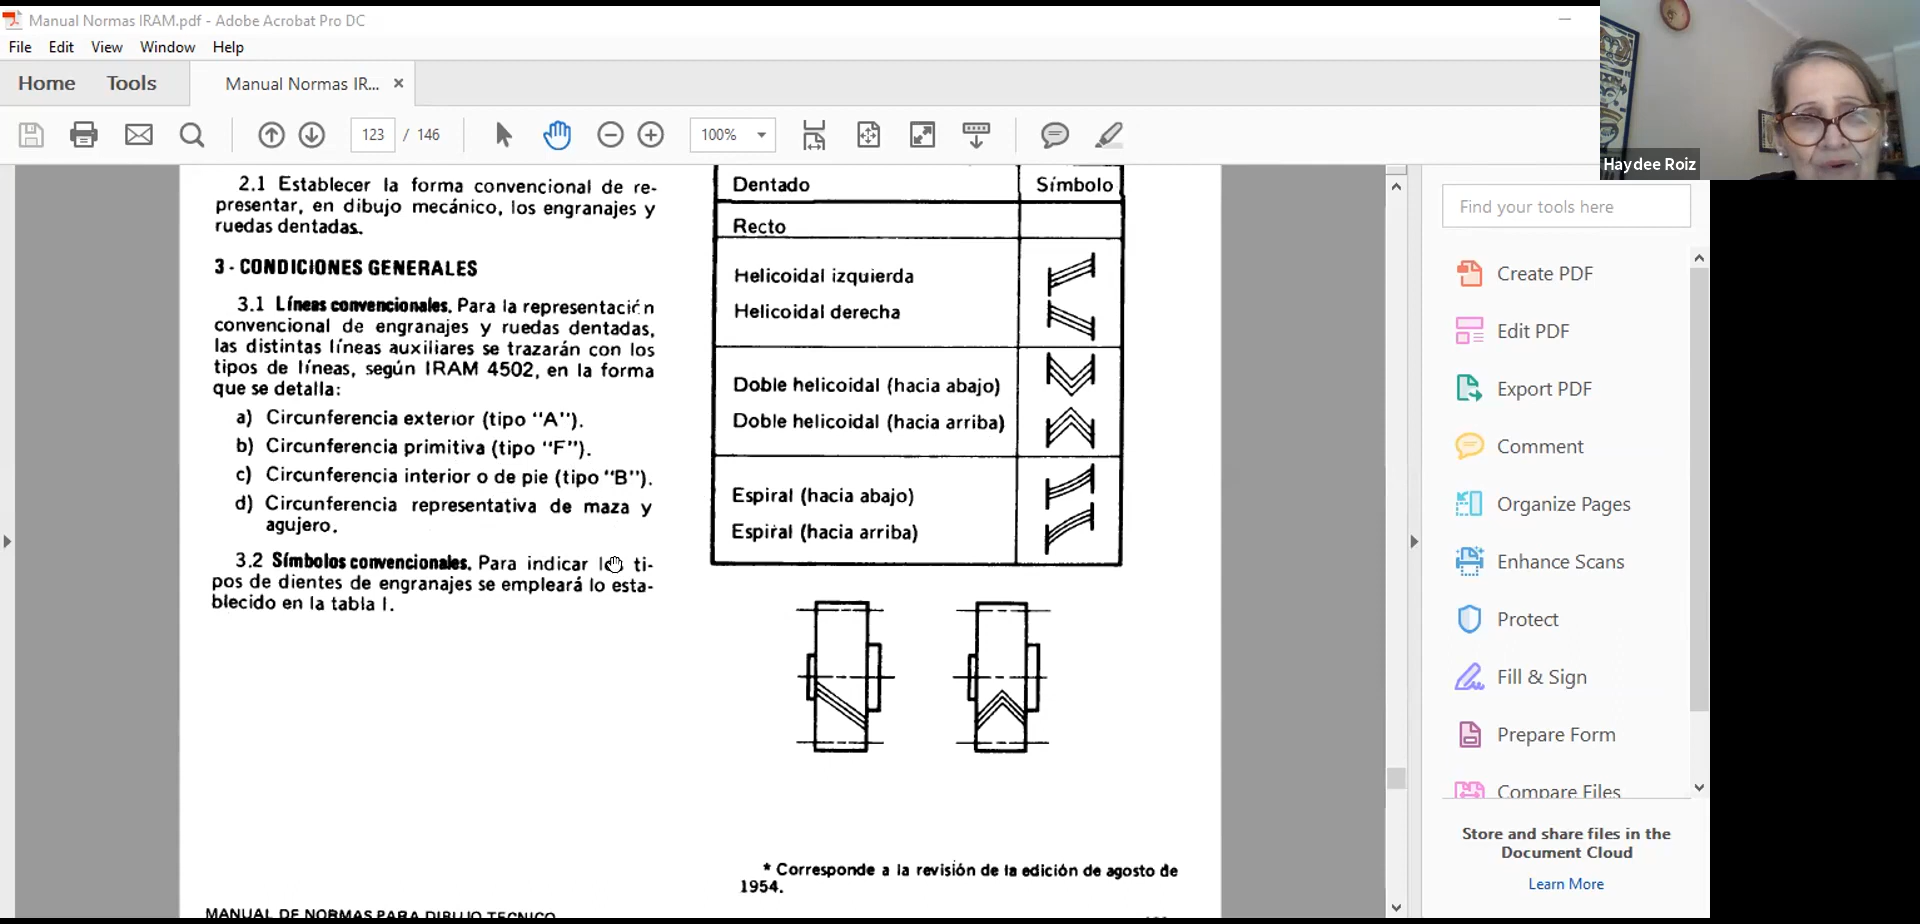 Manual Normas IRAM.pdf - Adobe Acrobat Pro DC
File Edit View Window Help
Home Tools Manual Normas IR... ×
123 / 146 100%
Haydee Roiz
2.1 Establecer la forma convencional de re-
presentar, en dibujo mecánico, los engranajes y
ruedas dentadas.
3 - CONDICIONES GENERALES
3.1 Líneas convencionales. Para la representación
convencional de engranajes y ruedas dentadas,
las distintas líneas auxiliares se trazarán con los
tipos de líneas, según IRAM 4502, en la forma
que se detalla:
a) Circunferencia exterior (tipo "A").
b) Circunferencia primitiva (tipo "F").
c) Circunferencia interior o de pie (tipo "B").
d) Circunferencia representativa de maza y
agujero.
3.2 Símbolos convencionales. Para indicar ti-
pos de dientes de engranajes se empleará lo esta-
blecido en la tabla I.
Dentado Símbolo
Recto
Helicoidal izquierda
Helicoidal derecha
Doble helicoidal (hacia abajo)
Doble helicoidal (hacia arriba)
Espiral (hacia abajo)
Espiral (hacia arriba)
* Corresponde a la revisión de la edición de agosto de
1954.
MANUAL DE NORMAS PARA DIBUJO TECNICO
Find your tools here
Create PDF
Edit PDF
Export PDF
Comment
Organize Pages
Enhance Scans
Protect
Fill & Sign
Prepare Form
Compare Files
Store and share files in the
Document Cloud
Learn More